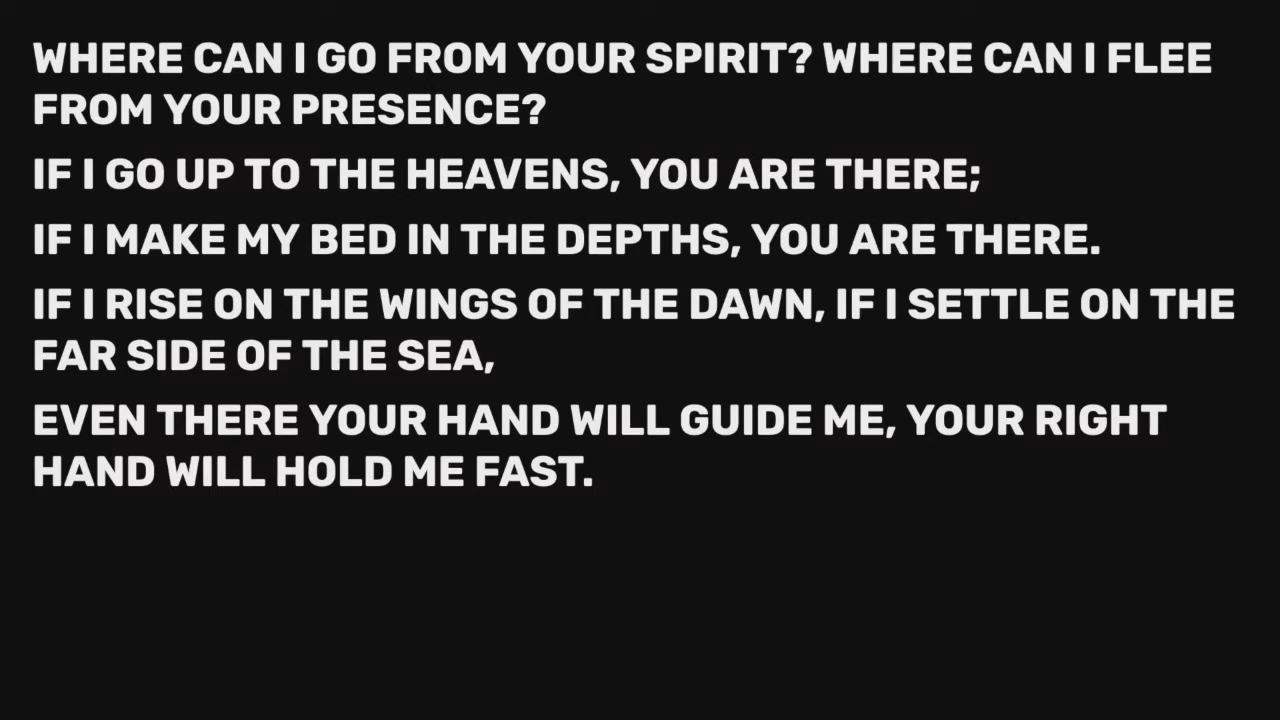 WHERE CAN I GO FROM YOUR SPIRIT? WHERE CAN I FLEE
FROM YOUR PRESENCE?
IF I GO UP TO THE HEAVENS, YOU ARE THERE;
IF I MAKE MY BED IN THE DEPTHS, YOU ARE THERE.
IF I RISE ON THE WINGS OF THE DAWN, IF I SETTLE ON THE
FAR SIDE OF THE SEA,
EVEN THERE YOUR HAND WILL GUIDE ME, YOUR RIGHT
HAND WILL HOLD ME FAST.